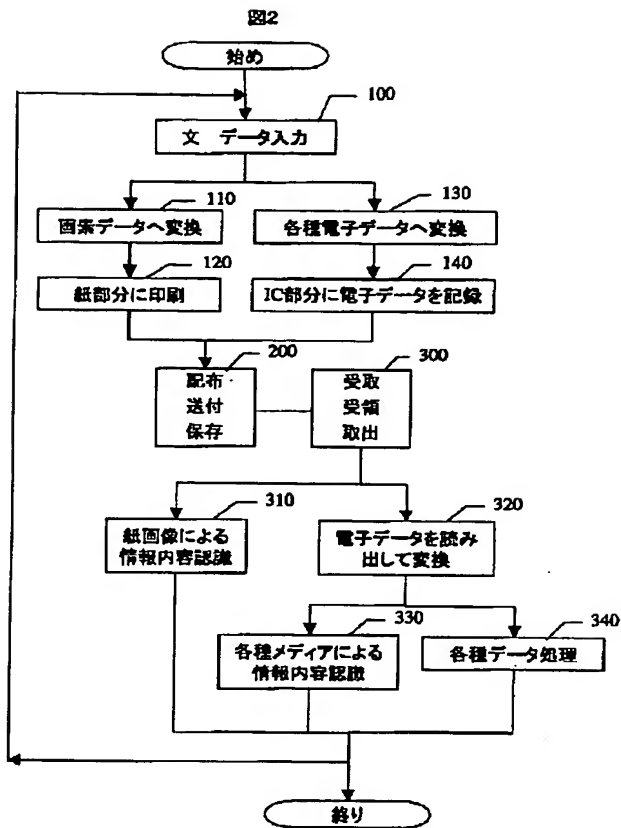 図2
始め
100
文 データ入力
110
130
画素データへ変換
各種電子データへ変換
120
140
紙部分に印刷
IC部分に電子データを記録
200
300
配布
送付
保存
受取
受領
取出
310
320
紙画像による
情報内容認識
電子データを読み
出して変換
330
340
各種メディアによる
情報内容認識
各種データ処理
終り